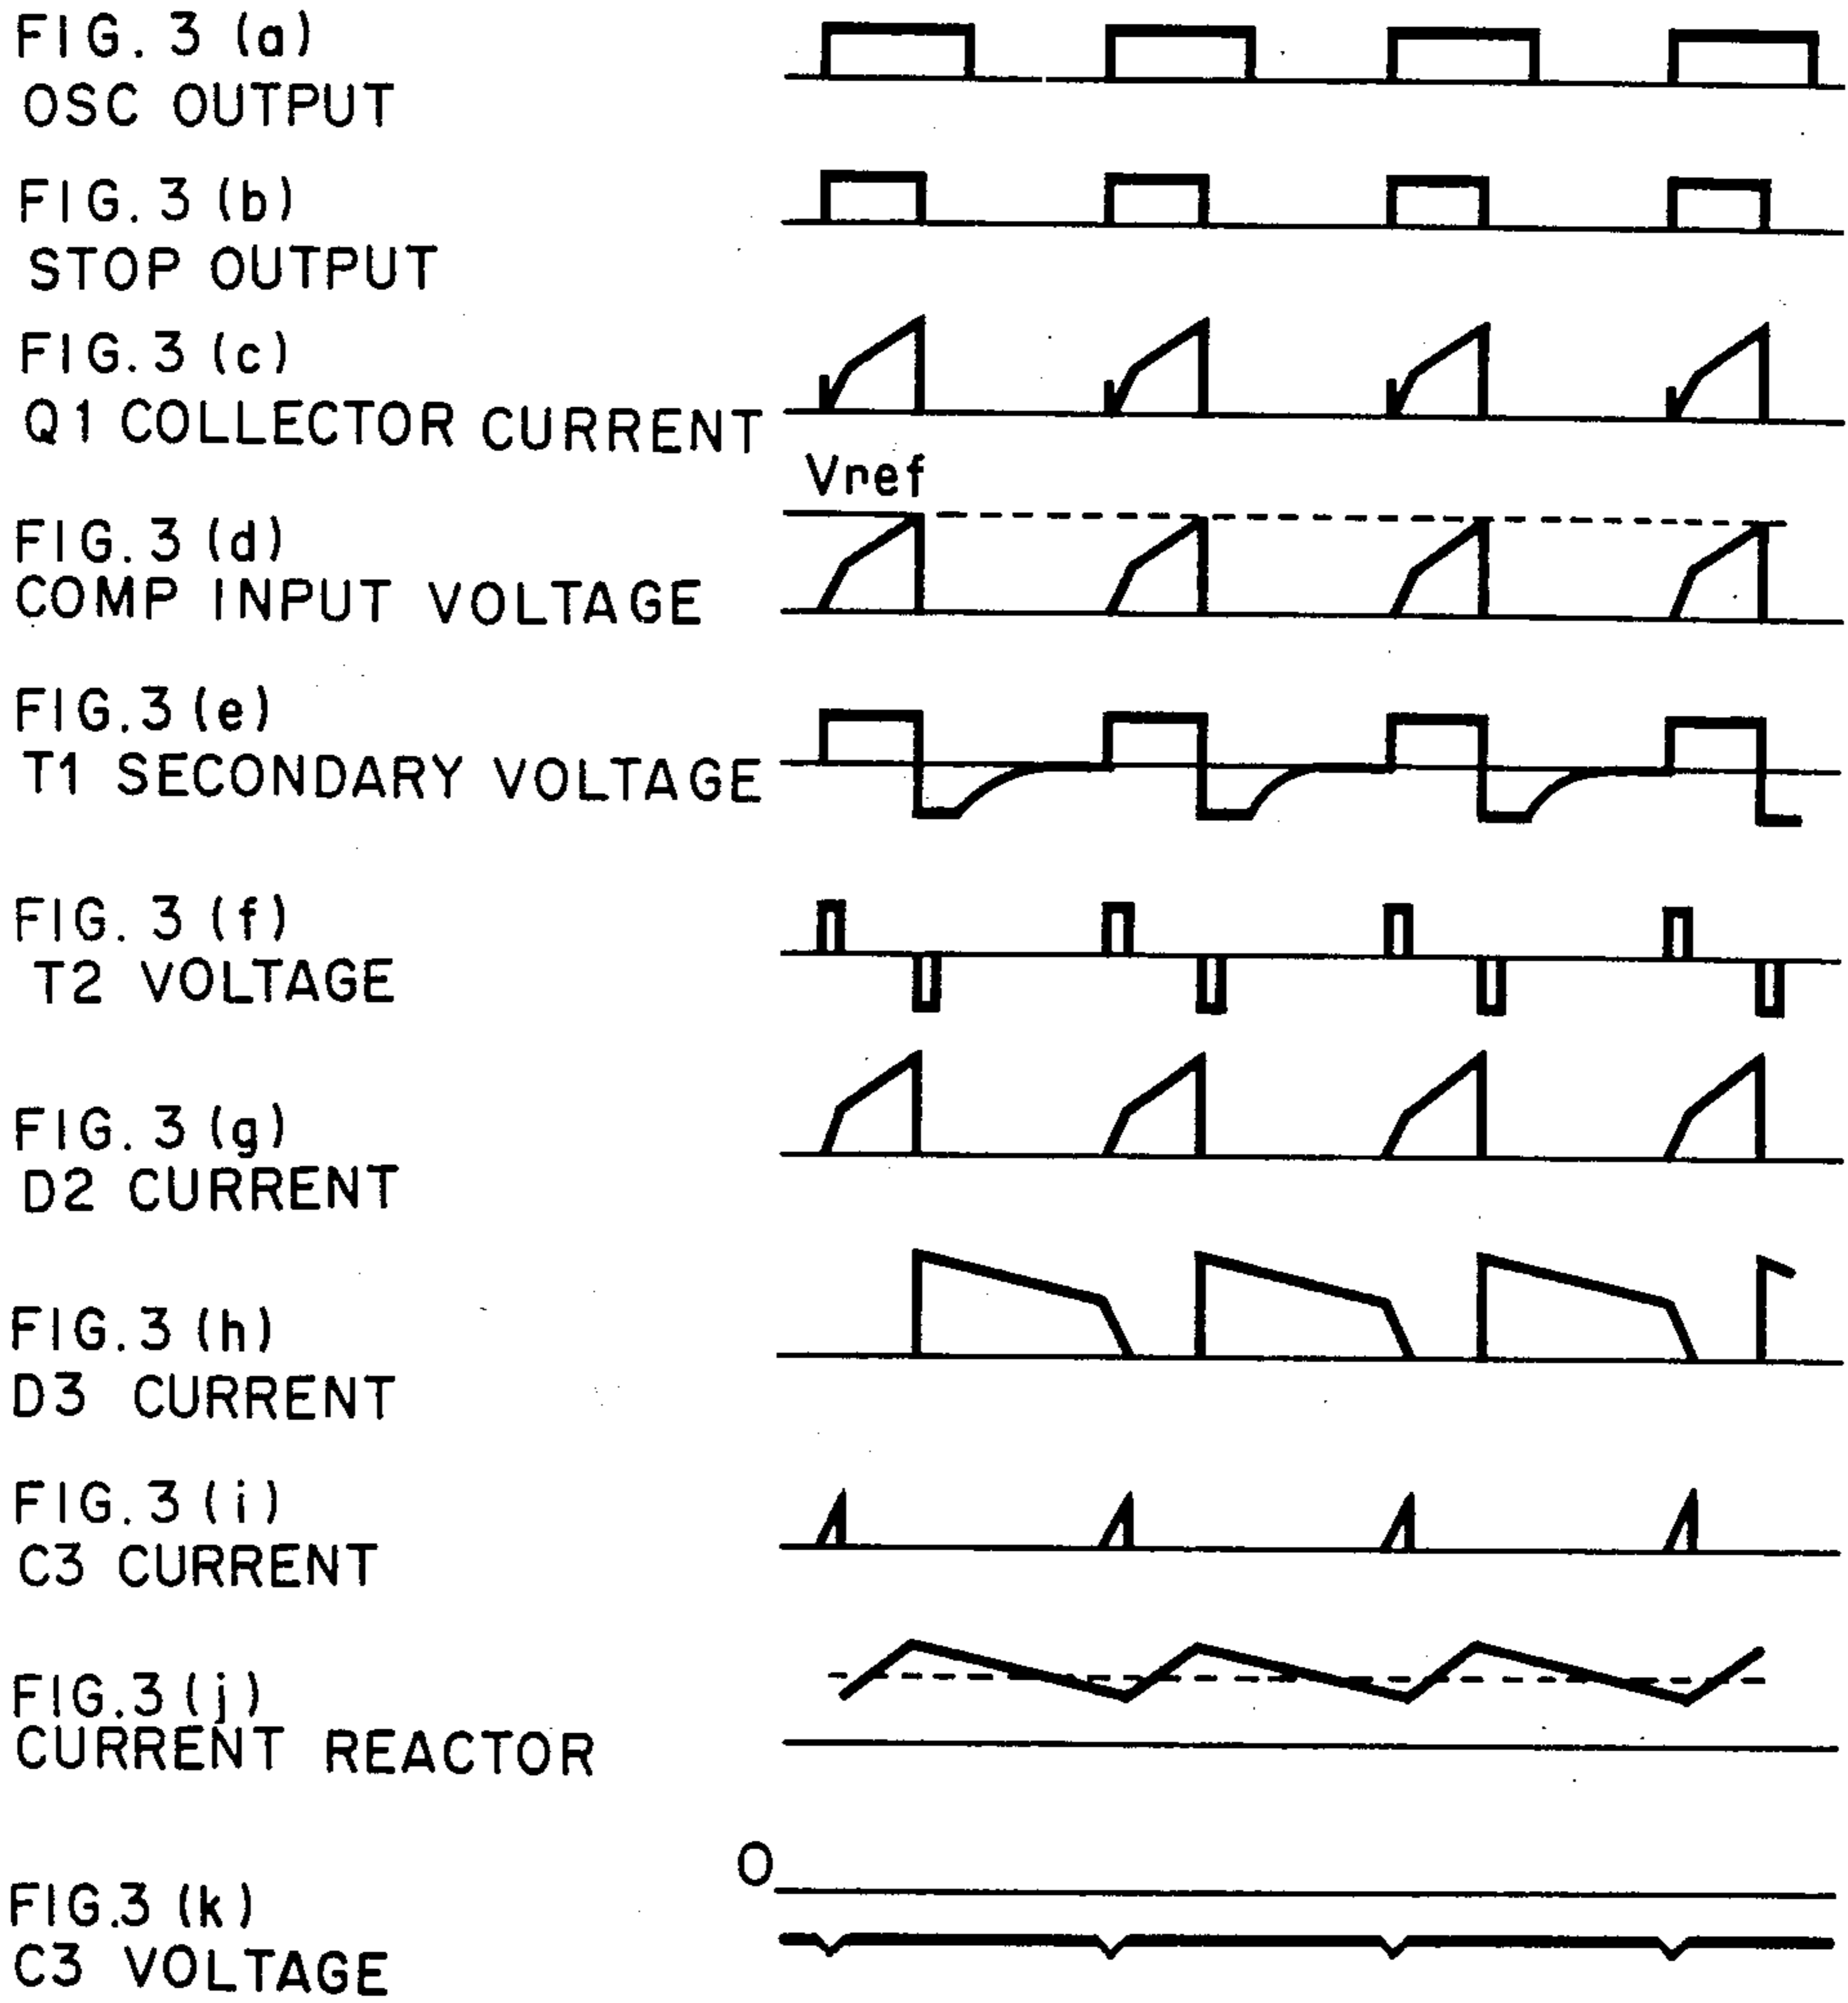 FIG. 3 (a)
OSC OUTPUT
FIG. 3 (b)
STOP OUTPUT
FIG. 3 (c)
Q1 COLLECTOR CURRENT
Vref
FIG. 3 (d)
COMP INPUT VOLTAGE
FIG. 3 (e)
T1 SECONDARY VOLTAGE
FIG. 3 (f)
T2 VOLTAGE
FIG. 3 (g)
D2 CURRENT
FIG. 3 (h)
D3 CURRENT
FIG. 3 (i)
C3 CURRENT
FIG. 3 (j)
CURRENT REACTOR
0
FIG. 3 (k)
C3 VOLTAGE